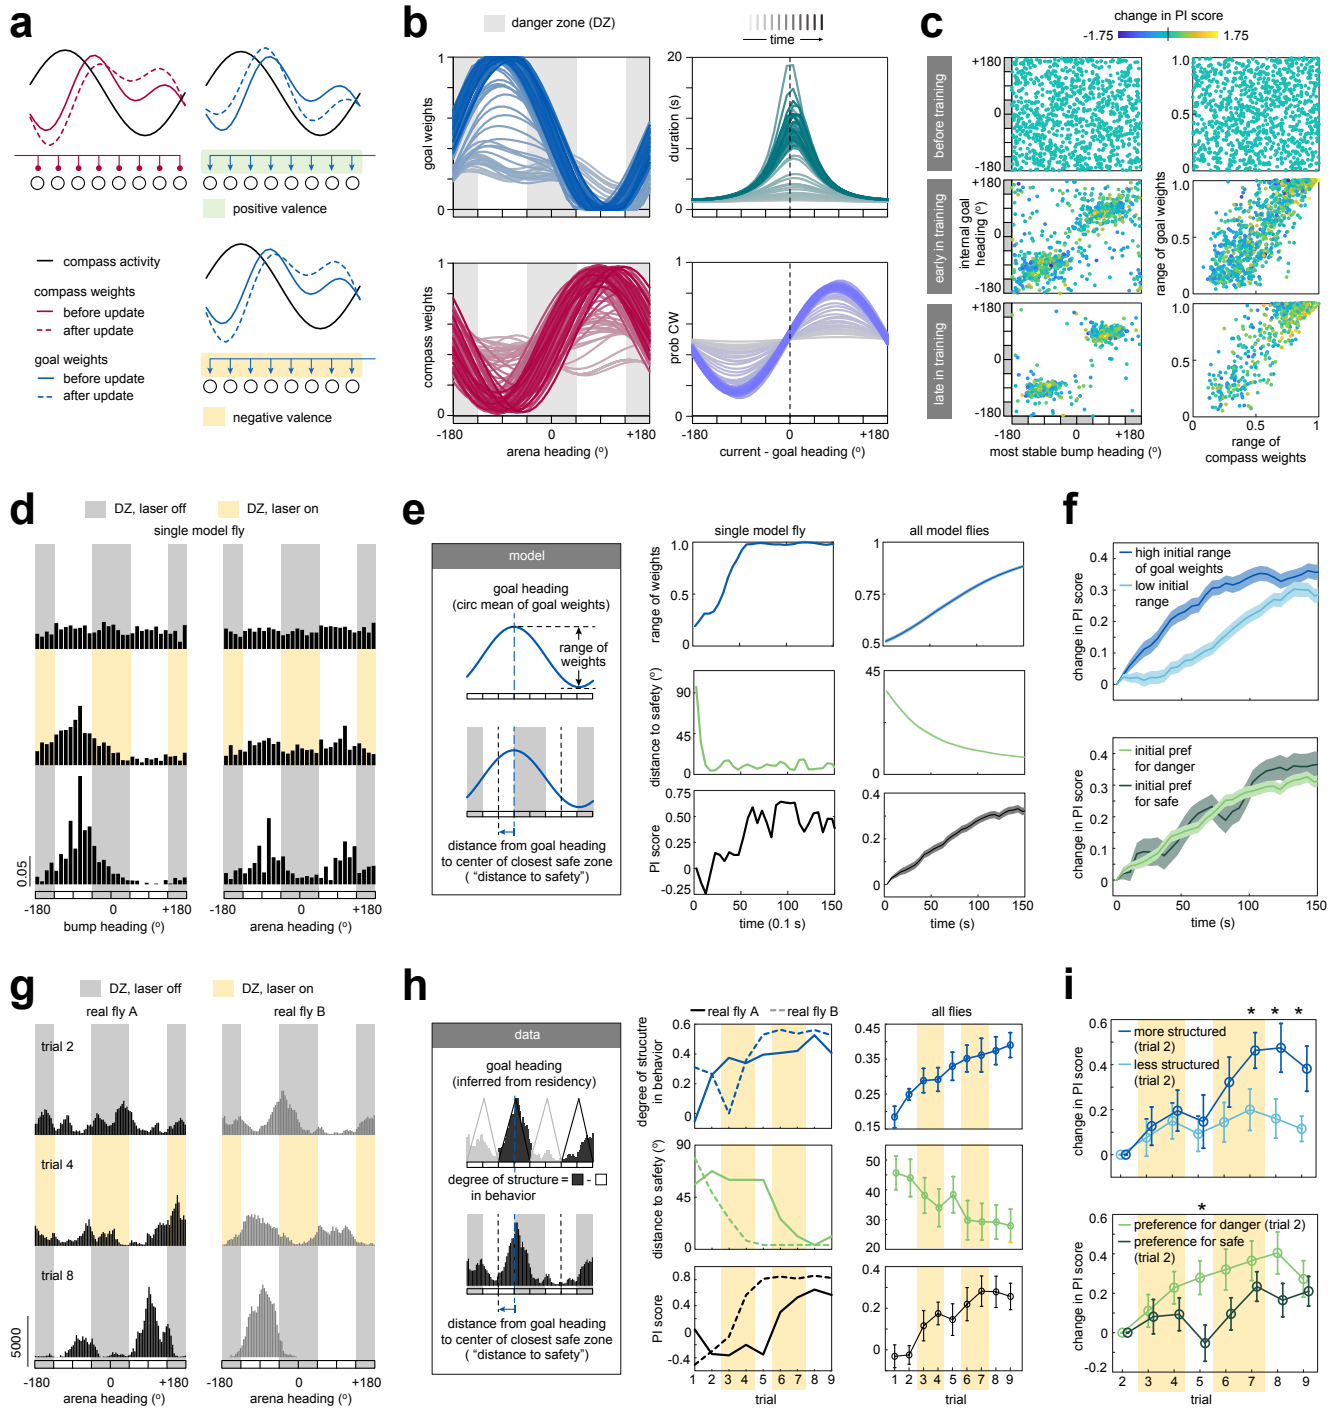 a
positive valence
compass activity
compass weights
before update
after update
goal weights
before update
after update
negative valence
b
danger zone (DZ)
time
1
goal weights
0
20
duration (s)
0
1
compass weights
0
-180
0
+180
arena heading (º)
1
prob CW
0
-180
0
+180
current - goal heading (º)
c
change in PI score
-1.75
1.75
before training
early in training
late in training
+180
0
-180
+180
0
-180
+180
0
-180
internal goal
heading (º)
-180
0
+180
most stable bump heading (º)
1.0
0.5
0
1.0
0.5
0
1.0
0.5
0
range of goal weights
0
0.5
1
range of
compass weights
d
DZ, laser off
DZ, laser on
single model fly
0.05
-180
0
+180
bump heading (º)
-180
0
+180
arena heading (º)
e
model
goal heading
(circ mean of goal weights)
range of
weights
distance from goal heading
to center of closest safe zone
( “distance to safety”)
single model fly
all model flies
1.0
0.5
0
range of weights
1
0.75
0.5
90
45
0
distance to safety (º)
45
0
0.75
0.50
0.25
0
-0.25
PI score
0
50
100
150
time (0.1 s)
0.4
0.2
0
0
50
100
150
time (s)
f
0.4
0.3
0.2
0.1
0
change in PI score
high initial range
of goal weights
low initial
range
50
100
150
0.4
0.3
0.2
0.1
0
change in PI score
initial pref
for danger
initial pref
for safe
0
50
100
150
time (s)
g
DZ, laser off
DZ, laser on
real fly A
real fly B
trial 2
trial 4
trial 8
5000
-180
0
+180
arena heading (º)
-180
0
+180
arena heading (º)
h
data
goal heading
(inferred from residency)
degree of structure = -
in behavior
distance from goal heading
to center of closest safe zone
( “distance to safety”)
real fly A
real fly B
all flies
0.6
0.4
0.2
0
degree of strucutre
in behavior
0.45
0.35
0.25
0.15
90
45
0
distance to safety (º)
50
40
30
20
0.8
0.4
0
-0.4
PI score
1 2 3 4 5 6 7 8 9
0.4
0.2
0
1 2 3 4 5 6 7 8 9
trial
i
* * *
0.6
0.4
0.2
0
change in PI score
more structured
(trial 2)
less structured
(trial 2)
*
0.6
0.4
0.2
0
-0.2
change in PI score
preference for danger (trial 2)
preference for safe
(trial 2)
2 3 4 5 6 7 8 9
trial